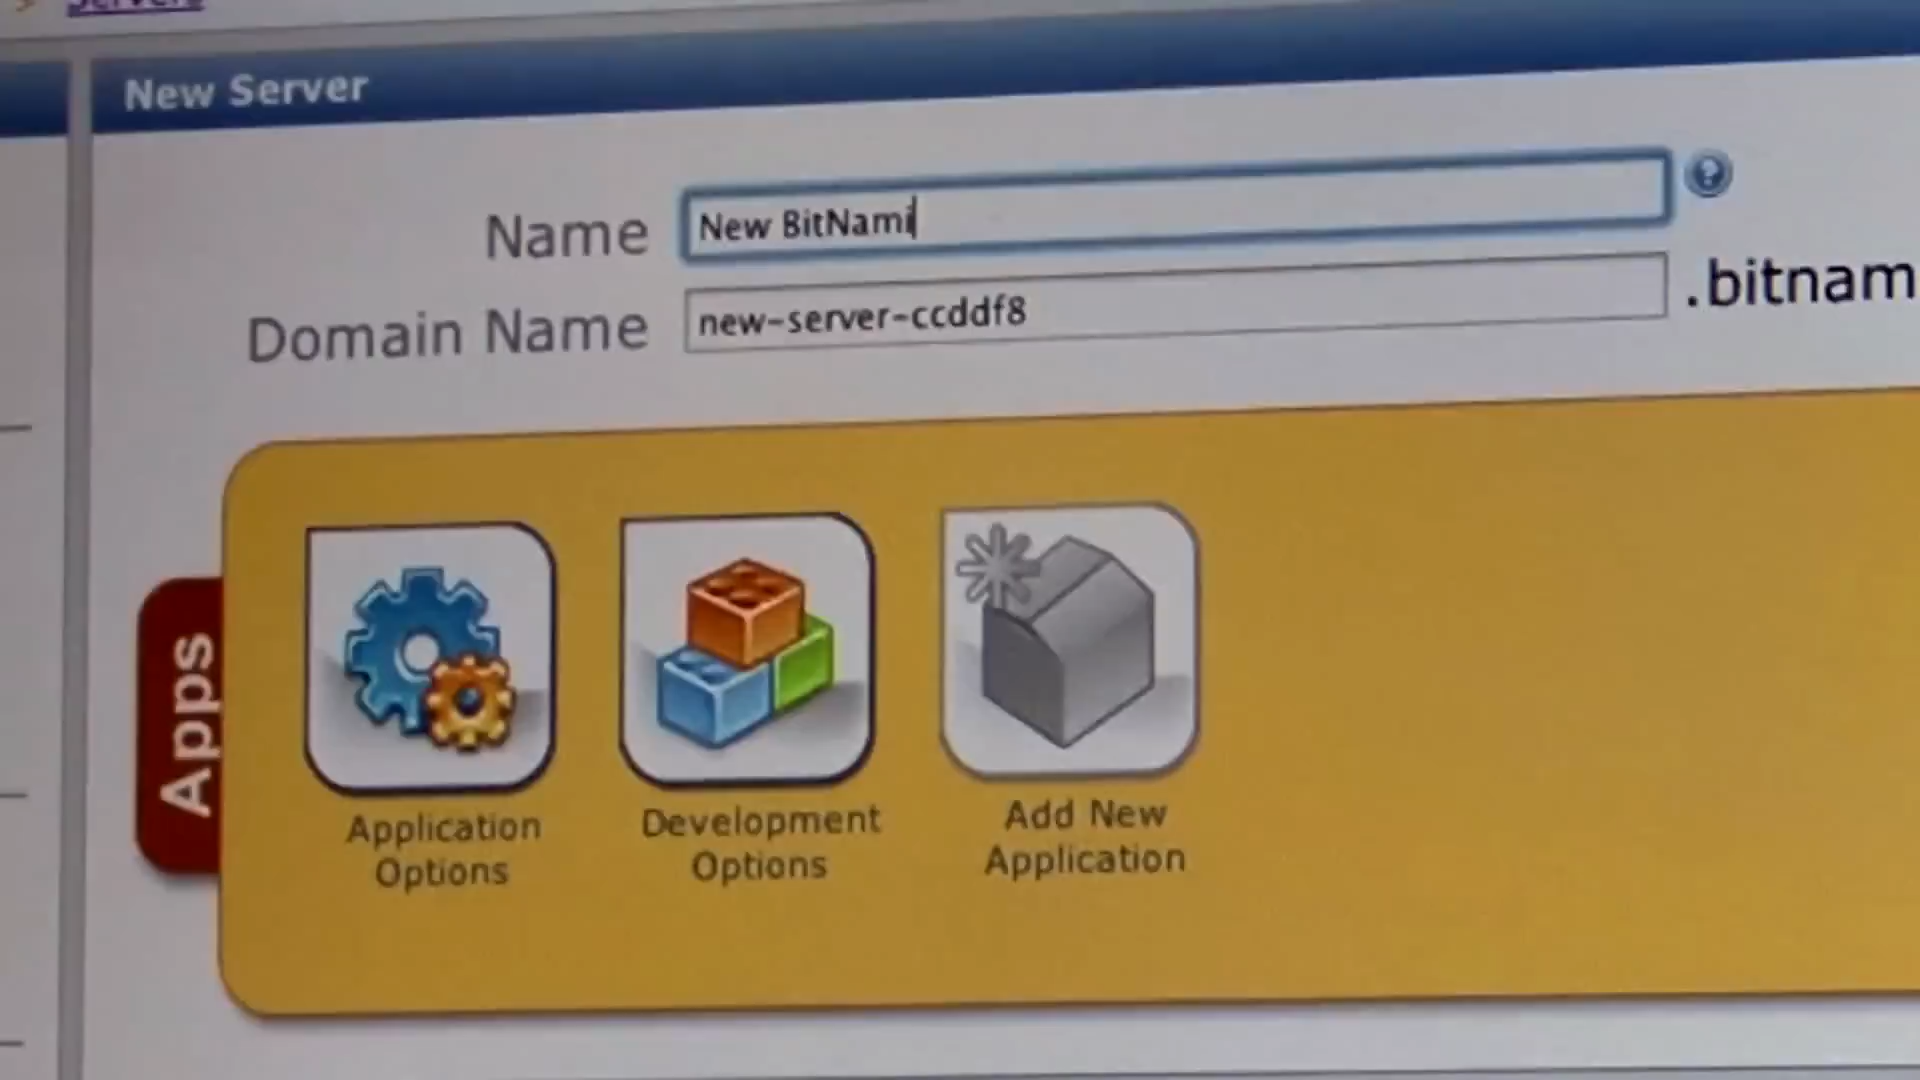 Servers
New Server
Name New BitNami
Domain Name new-server-ccddf8 .bitnam
Apps
Application Options
Development Options
Add New Application